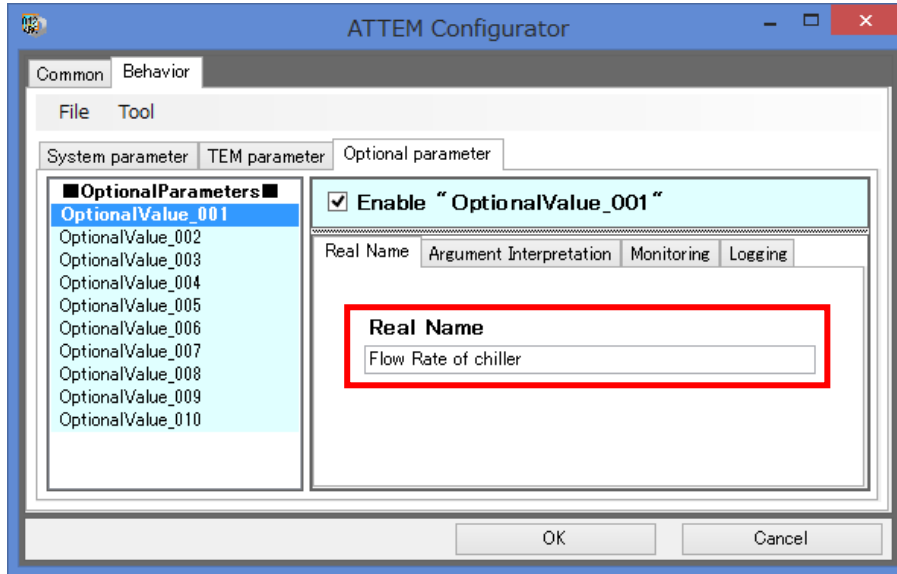 ATTEM Configurator
Common Behavior
File Tool
System parameter TEM parameter Optional parameter
■OptionalParameters■
OptionalValue_001
OptionalValue_002
OptionalValue_003
OptionalValue_004
OptionalValue_005
OptionalValue_006
OptionalValue_007
OptionalValue_008
OptionalValue_009
OptionalValue_010
Enable "OptionalValue_001"
Real Name Argument Interpretation Monitoring Logging
Real Name
Flow Rate of chiller
OK Cancel